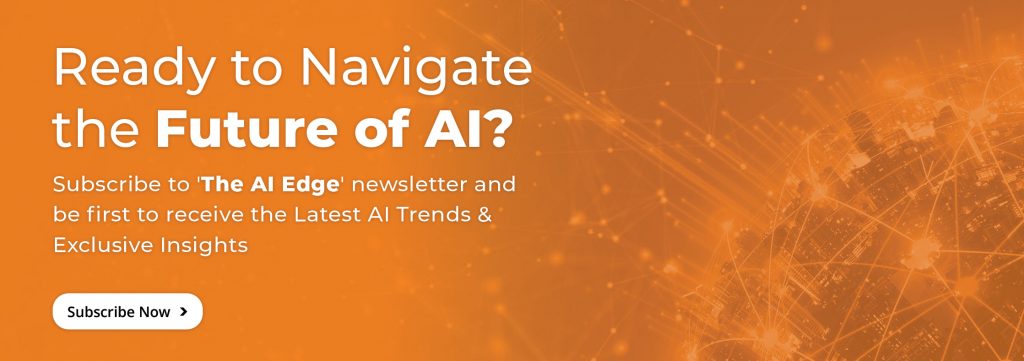 Ready to Navigate
the Future of AI?
Subscribe to 'The AI Edge' newsletter and
be first to receive the Latest AI Trends &
Exclusive Insights
Subscribe Now >